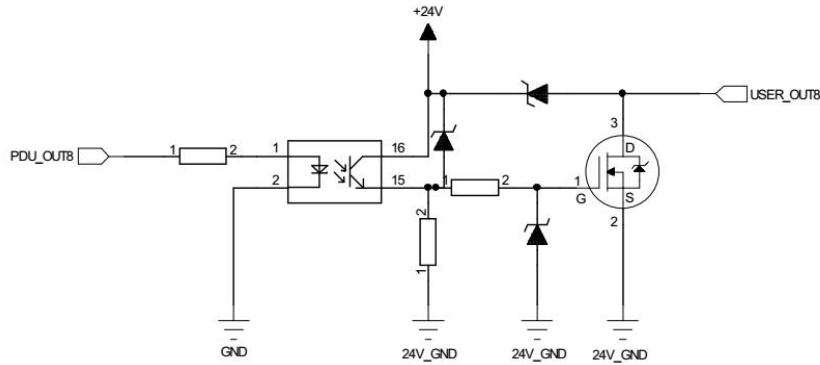 +24V
USER_OUT8
3
D
1 2 1 16
PDU_OUT8
2 15 1 2 1
G S
2
2
1
GND 24V_GND 24V_GND 24V_GND